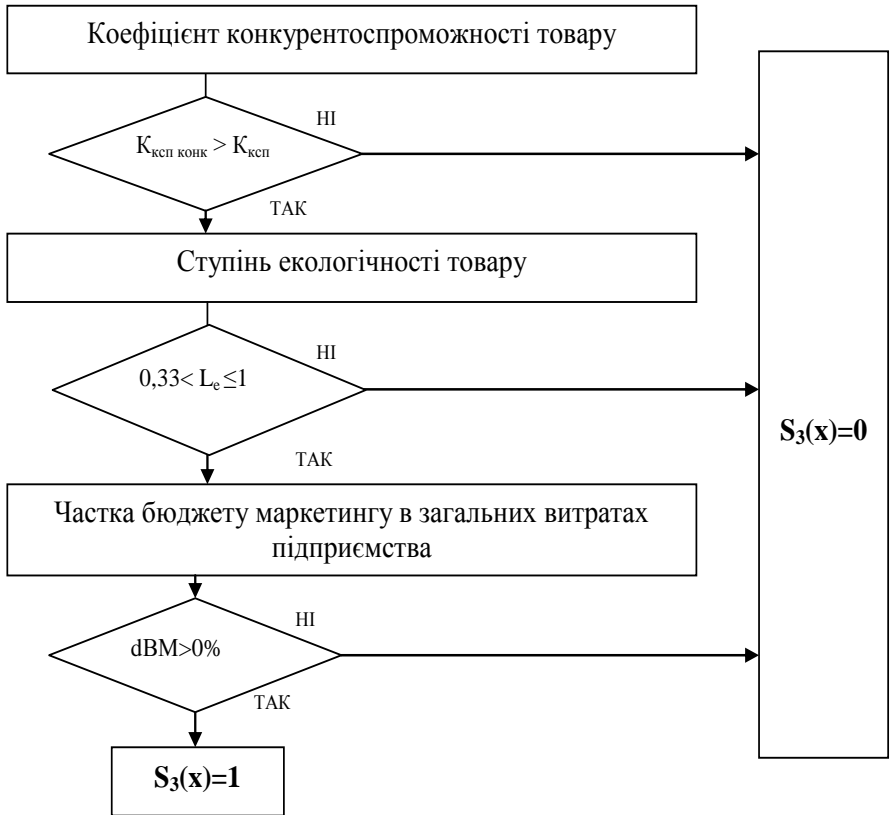 Коефіцієнт конкурентоспроможності товару
НІ
Кксп конк > Кксп
ТАК
Ступінь екологічності товару
НІ
0,33< Lе ≤1
ТАК
S3(x)=0
Частка бюджету маркетингу в загальних витратах
підприємства
НІ
dBM>0%
ТАК
S3(x)=1